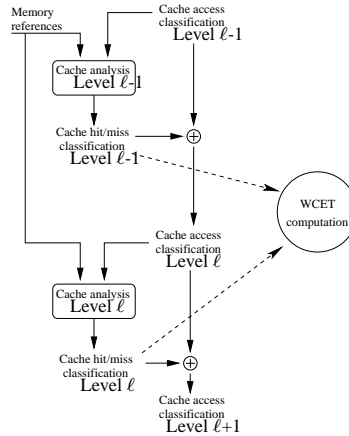 Memory
references
Cache access
classification
Level ℓ-1
Cache analysis
Level ℓ-1
Cache hit/miss
classification
Level ℓ-1
WCET
computation
Cache access
classification
Level ℓ
Cache analysis
Level ℓ
Cache hit/miss
classification
Level ℓ
Cache access
classification
Level ℓ+1